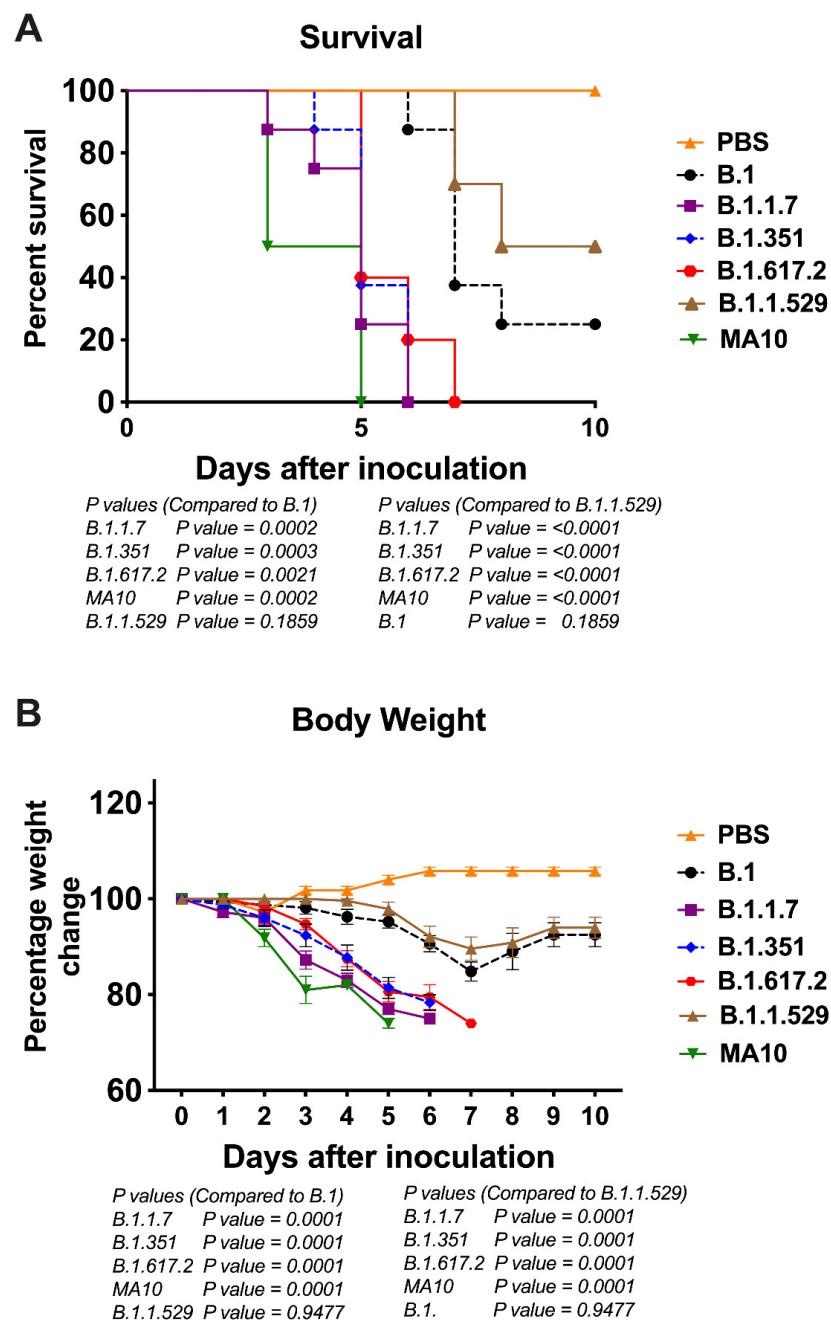 A
Survival
100
80
60
40
20
0
Percent survival
0 5 10
Days after inoculation
PBS
B.1
B.1.1.7
B.1.351
B.1.617.2
B.1.1.529
MA10
P values (Compared to B.1)
B.1.1.7 P value = 0.0002
B.1.351 P value = 0.0003
B.1.617.2 P value = 0.0021
MA10 P value = 0.0002
B.1.1.529 P value = 0.1859
P values (Compared to B.1.1.529)
B.1.1.7 P value = <0.0001
B.1.351 P value = <0.0001
B.1.617.2 P value = <0.0001
MA10 P value = <0.0001
B.1 P value = 0.1859
B
Body Weight
120
100
80
60
Percentage weight
change
0 1 2 3 4 5 6 7 8 9 10
Days after inoculation
PBS
B.1
B.1.1.7
B.1.351
B.1.617.2
B.1.1.529
MA10
P values (Compared to B.1)
B.1.1.7 P value = 0.0001
B.1.351 P value = 0.0001
B.1.617.2 P value = 0.0001
MA10 P value = 0.0001
B.1.1.529 P value = 0.9477
P values (Compared to B.1.1.529)
B.1.1.7 P value = 0.0001
B.1.351 P value = 0.0001
B.1.617.2 P value = 0.0001
MA10 P value = 0.0001
B.1. P value = 0.9477